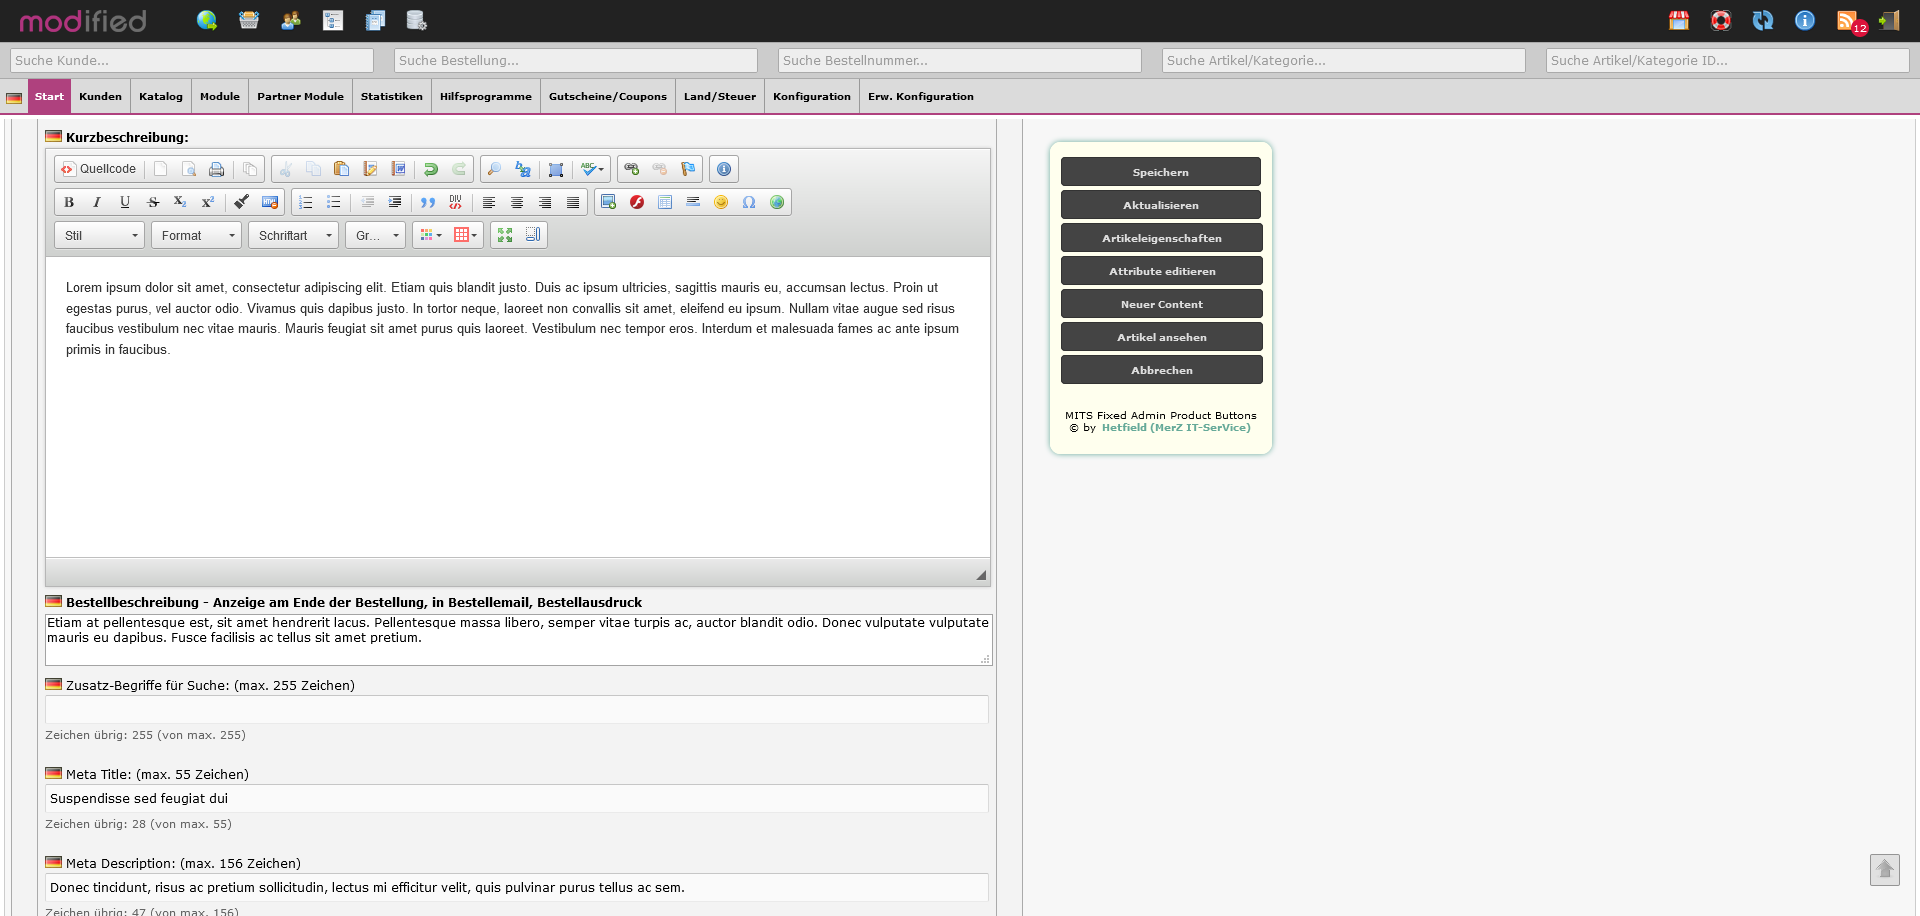 modified
12
Suche Kunde...
Suche Bestellung...
Suche Bestellnummer...
Suche Artikel/Kategorie...
Suche Artikel/Kategorie ID...
Start
Kunden
Katalog
Module
Partner Module
Statistiken
Hilfsprogramme
Gutscheine/Coupons
Land/Steuer
Konfiguration
Erw. Konfiguration
Kurzbeschreibung:
Quellcode
Stil
Format
Schriftart
Gr...
Lorem ipsum dolor sit amet, consectetur adipiscing elit. Etiam quis blandit justo. Duis ac ipsum ultricies, sagittis mauris eu, accumsan lectus. Proin ut
egestas purus, vel auctor odio. Vivamus quis dapibus justo. In tortor neque, laoreet non convallis sit amet, eleifend eu ipsum. Nullam vitae augue sed risus
faucibus vestibulum nec vitae mauris. Mauris feugiat sit amet purus quis laoreet. Vestibulum nec tempor eros. Interdum et malesuada fames ac ante ipsum
primis in faucibus.
Bestellbeschreibung - Anzeige am Ende der Bestellung, in Bestellemail, Bestellausdruck
Etiam at pellentesque est, sit amet hendrerit lacus. Pellentesque massa libero, semper vitae turpis ac, auctor blandit odio. Donec vulputate vulputate
mauris eu dapibus. Fusce facilisis ac tellus sit amet pretium.
Zusatz-Begriffe für Suche: (max. 255 Zeichen)
Zeichen übrig: 255 (von max. 255)
Meta Title: (max. 55 Zeichen)
Suspendisse sed feugiat dui
Zeichen übrig: 28 (von max. 55)
Meta Description: (max. 156 Zeichen)
Donec tincidunt, risus ac pretium sollicitudin, lectus mi efficitur velit, quis pulvinar purus tellus ac sem.
Zeichen übrig: 47 (von max. 156)
Speichern
Aktualisieren
Artikeleigenschaften
Attribute editieren
Neuer Content
Artikel ansehen
Abbrechen
MITS Fixed Admin Product Buttons
© by Hetfield (MerZ IT-SerVice)